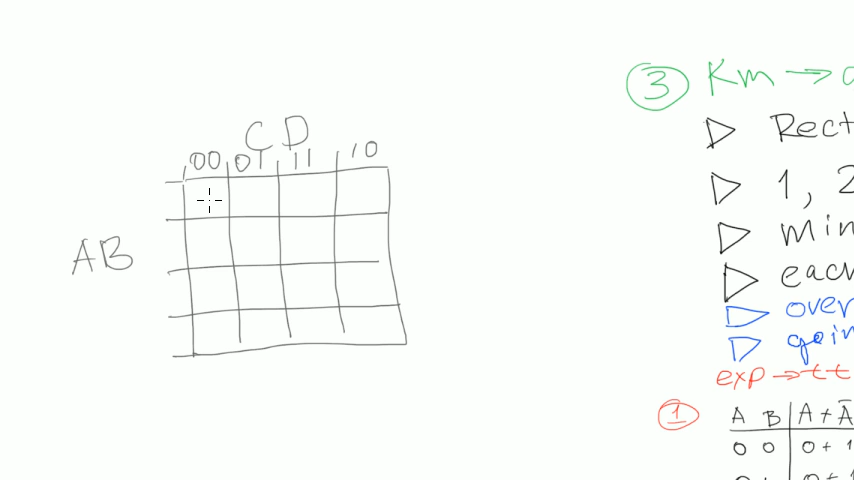 C D
00 01 11 10
AB
3 Km →
Rect
1, 2
min
each
over
goin
exp → tt
1
A B A + Ā
0 0 0 + 1